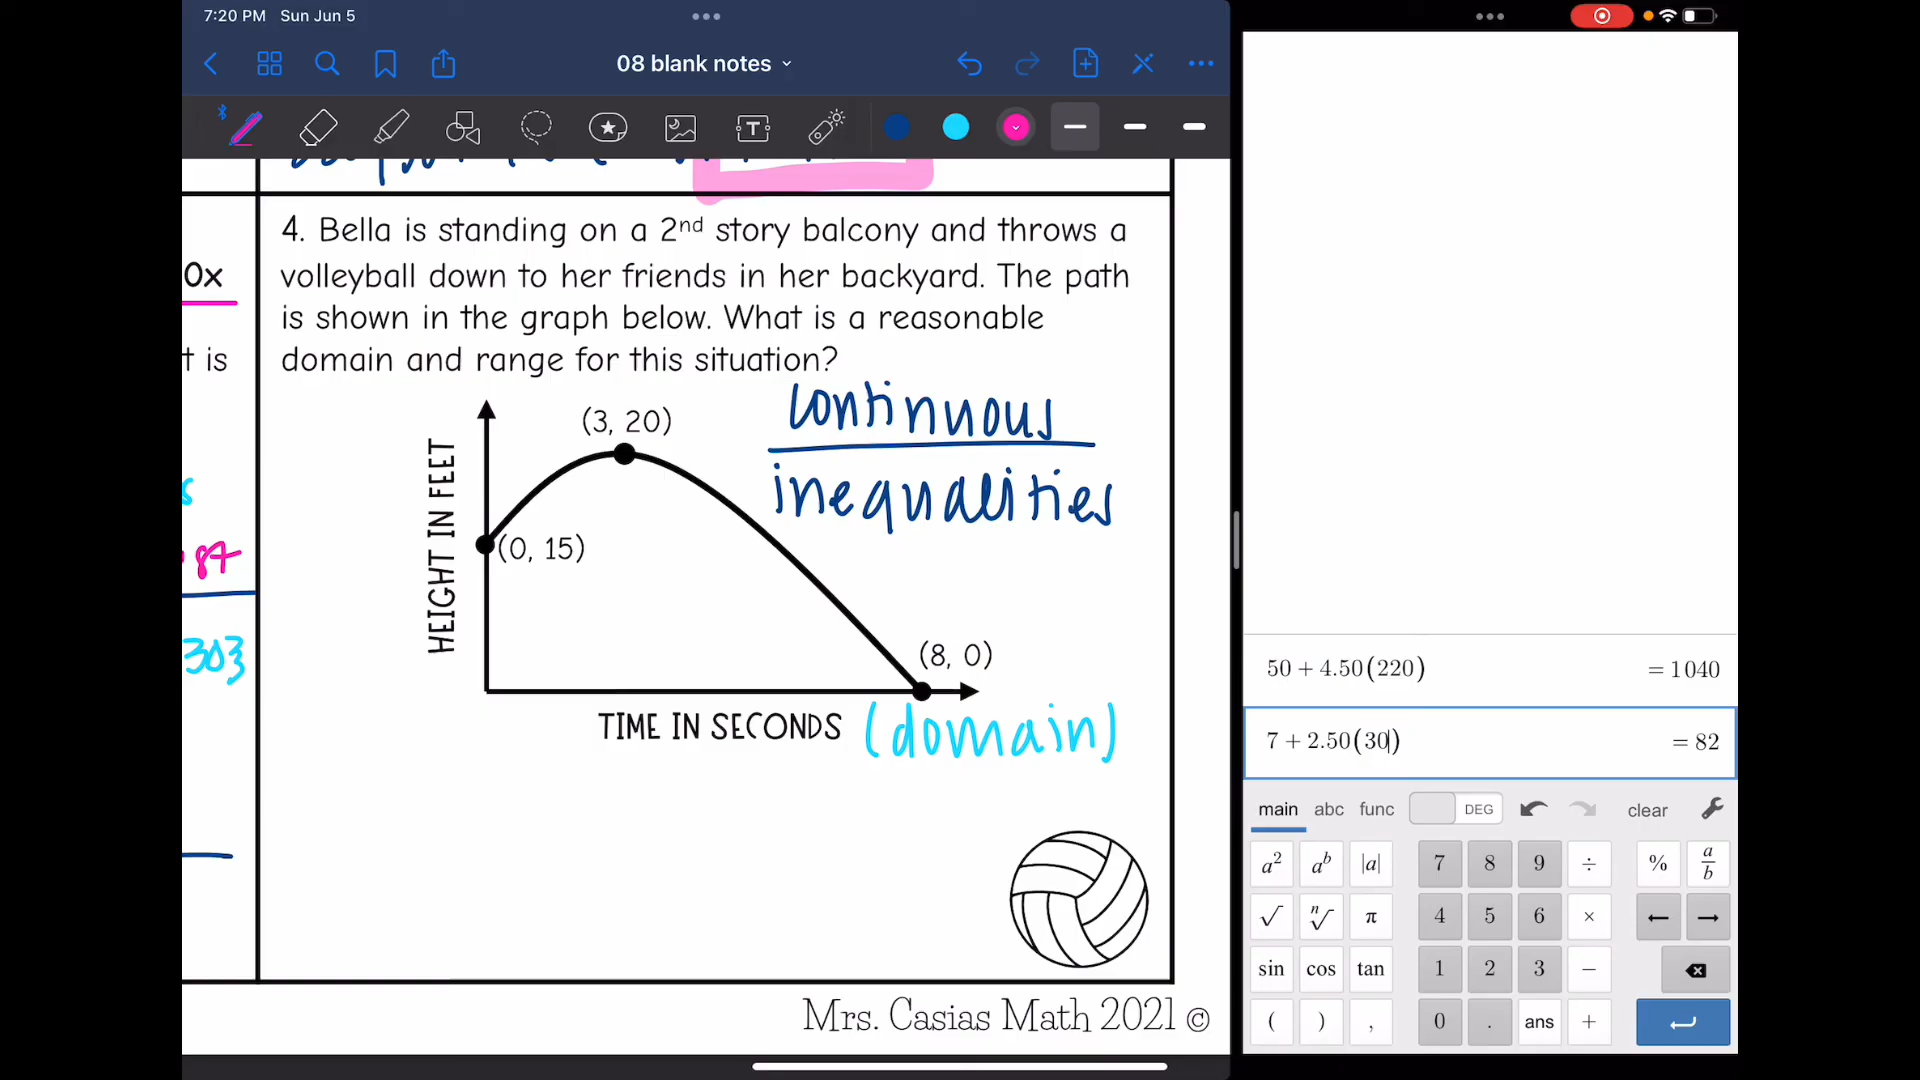 7:20 PM Sun Jun 5
08 blank notes
0x
t is
87
30}
4. Bella is standing on a 2nd story balcony and throws a
volleyball down to her friends in her backyard. The path
is shown in the graph below. What is a reasonable
domain and range for this situation?
continuous
inequalities
(3, 20)
(0, 15)
(8, 0)
HEIGHT IN FEET
TIME IN SECONDS (domain)
Mrs. Casias Math 2021 ©
50 + 4.50(220) = 1040
7 + 2.50(30) = 82
main abc func DEG clear
a² aᵇ |a| 7 8 9 ÷ % a/b
√ ⁿ√ π 4 5 6 × ← →
sin cos tan 1 2 3 −
( ) , 0 . ans +